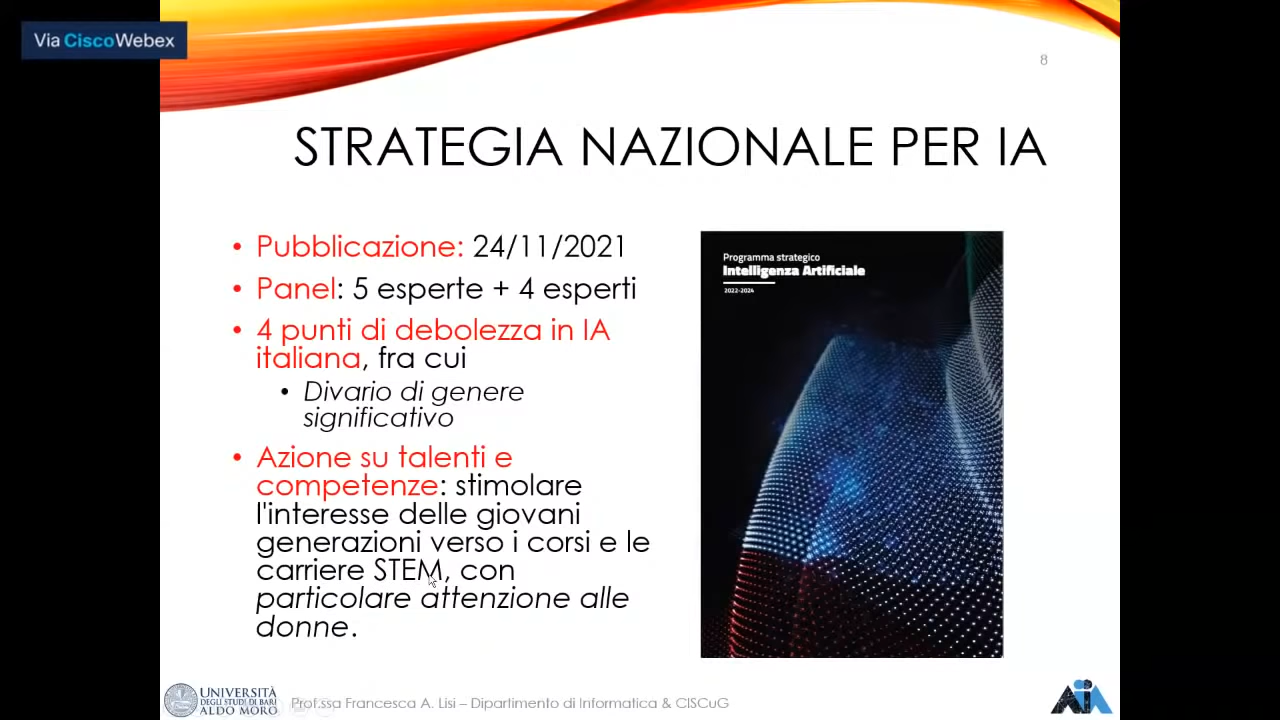 Via CiscoWebex
8
STRATEGIA NAZIONALE PER IA
• Pubblicazione: 24/11/2021
• Panel: 5 esperte + 4 esperti
• 4 punti di debolezza in IA
italiana, fra cui
• Divario di genere
significativo
• Azione su talenti e
competenze: stimolare
l'interesse delle giovani
generazioni verso i corsi e le
carriere STEM, con
particolare attenzione alle
donne.
Programma strategico
Intelligenza Artificiale
2022-2024
UNIVERSITÀ
DEGLI STUDI DI BARI
ALDO MORO
Prof.ssa Francesca A. Lisi – Dipartimento di Informatica & CISCuG
AIA